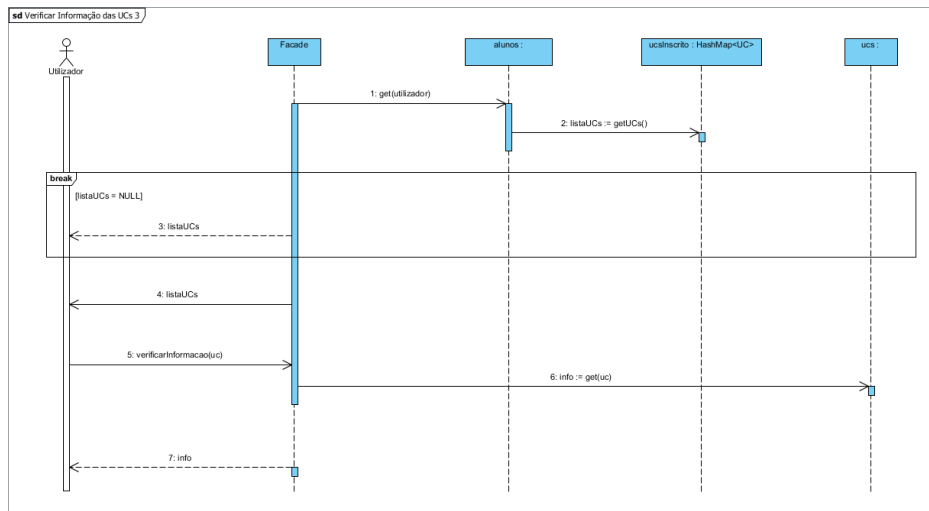 sd Verificar Informação das UCs 3
Utilizador
Facade
alunos :
ucsInscrito : HashMap<UC>
ucs :
1: get(utilizador)
2: listaUCs := getUCs()
break
[listaUCs = NULL]
3: listaUCs
4: listaUCs
5: verificarInformacao(uc)
6: info := get(uc)
7: info